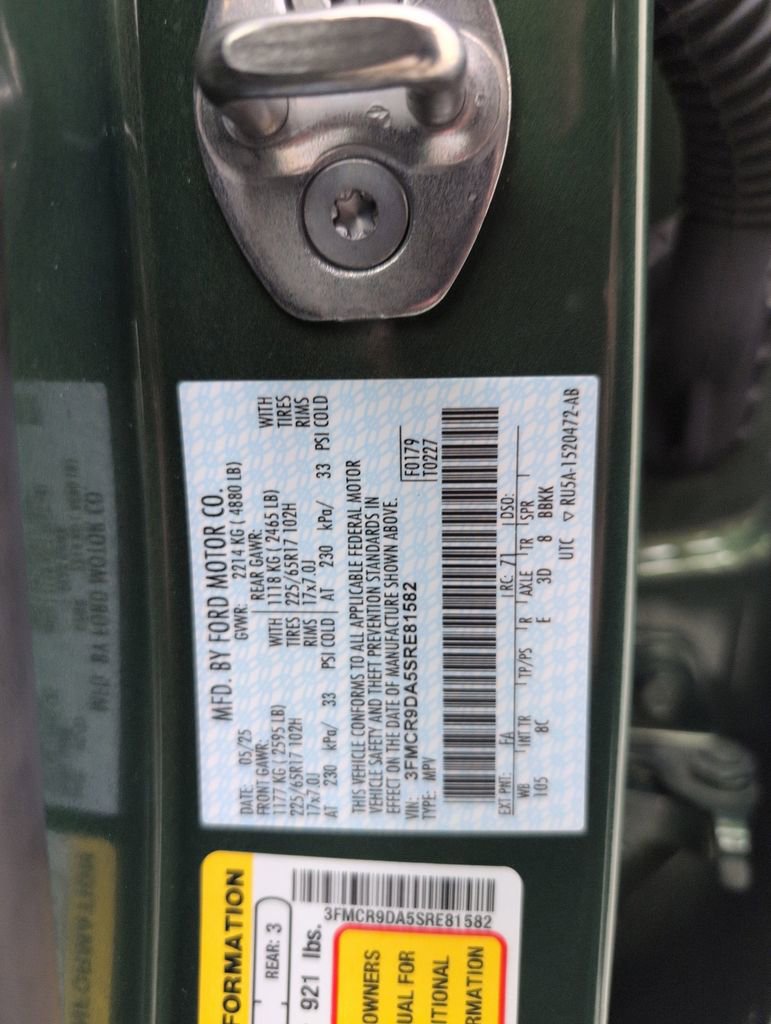 MFD. BY FORD MOTOR CO.
DATE: 05/25 GVWR: 2214 KG ( 4880 LB)
FRONT GAWR: REAR GAWR:
1177 KG ( 2595 LB) WITH 1118 KG ( 2465 LB) WITH
225/65R17 102H TIRES 225/65R17 102H TIRES
17x7.0J RIMS 17x7.0J RIMS
AT 230 kPa/ 33 PSI COLD AT 230 kPa/ 33 PSI COLD
THIS VEHICLE CONFORMS TO ALL APPLICABLE FEDERAL MOTOR
VEHICLE SAFETY AND THEFT PREVENTION STANDARDS IN
EFFECT ON THE DATE OF MANUFACTURE SHOWN ABOVE.
VIN: 3FMCR9DA5SRE81582 F0179
TYPE: MPV T0227
EXT PNT: FA RC: 71 DSO:
WB INT TR TP/PS R AXLE TR SPR
105 8C E 3D 8 BBKK
UTC ▽ RU5A-1520472-AB
FORMATION
REAR: 3
921 lbs.
3FMCR9DA5SRE81582
OWNERS
UAL FOR
ITIONAL
RMATION